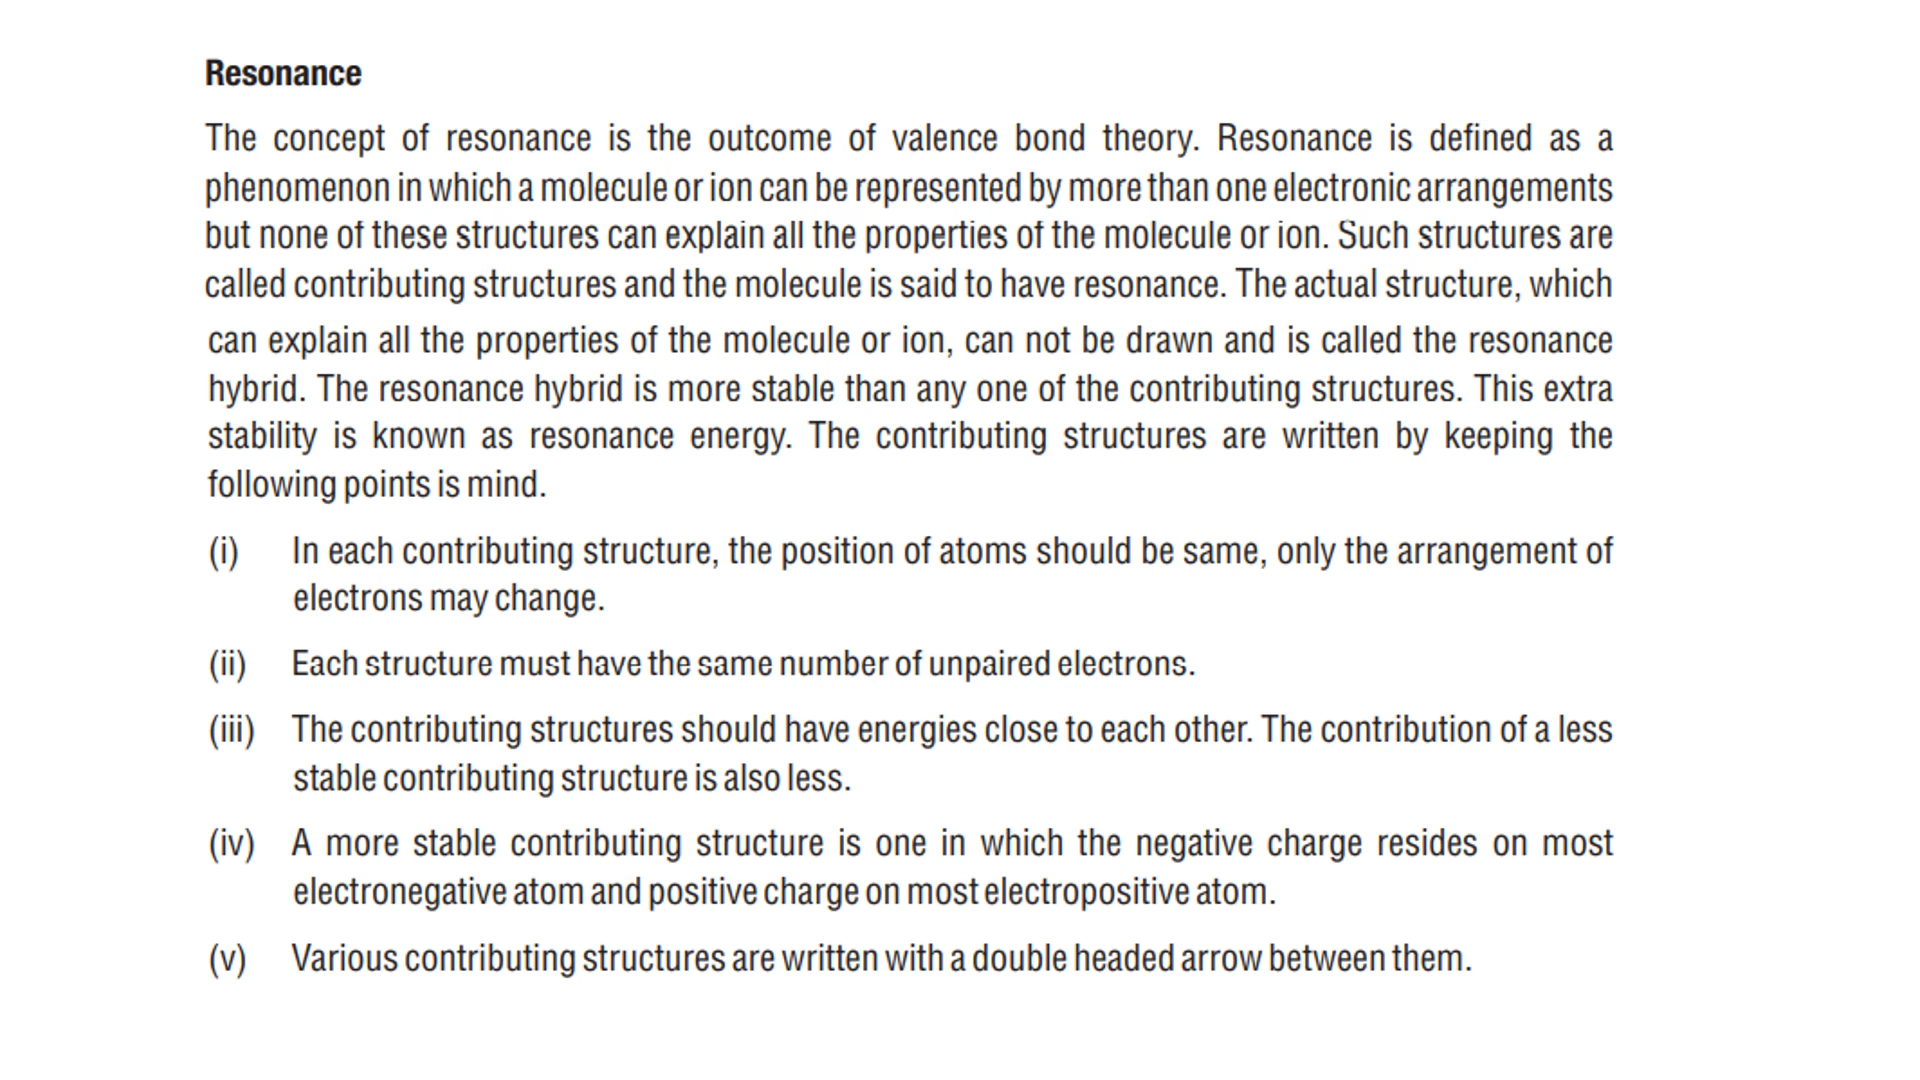 Resonance
The concept of resonance is the outcome of valence bond theory. Resonance is defined as a
phenomenon in which a molecule or ion can be represented by more than one electronic arrangements
but none of these structures can explain all the properties of the molecule or ion. Such structures are
called contributing structures and the molecule is said to have resonance. The actual structure, which
can explain all the properties of the molecule or ion, can not be drawn and is called the resonance
hybrid. The resonance hybrid is more stable than any one of the contributing structures. This extra
stability is known as resonance energy. The contributing structures are written by keeping the
following points is mind.
(i) In each contributing structure, the position of atoms should be same, only the arrangement of
electrons may change.
(ii) Each structure must have the same number of unpaired electrons.
(iii) The contributing structures should have energies close to each other. The contribution of a less
stable contributing structure is also less.
(iv) A more stable contributing structure is one in which the negative charge resides on most
electronegative atom and positive charge on most electropositive atom.
(v) Various contributing structures are written with a double headed arrow between them.